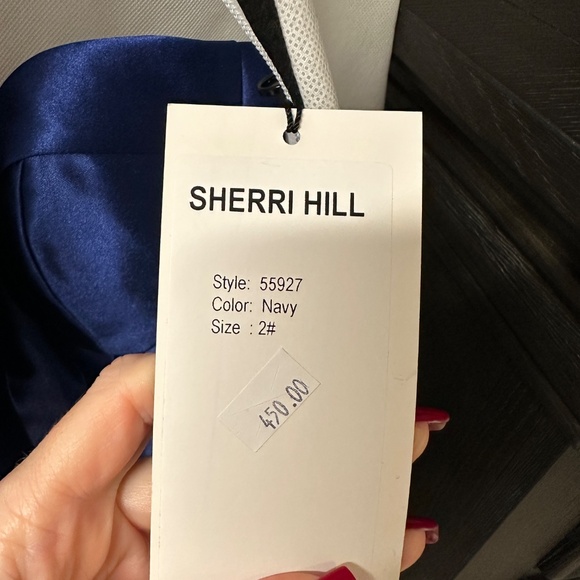 SHERRI HILL
Style: 55927
Color: Navy
Size : 2#
450.00